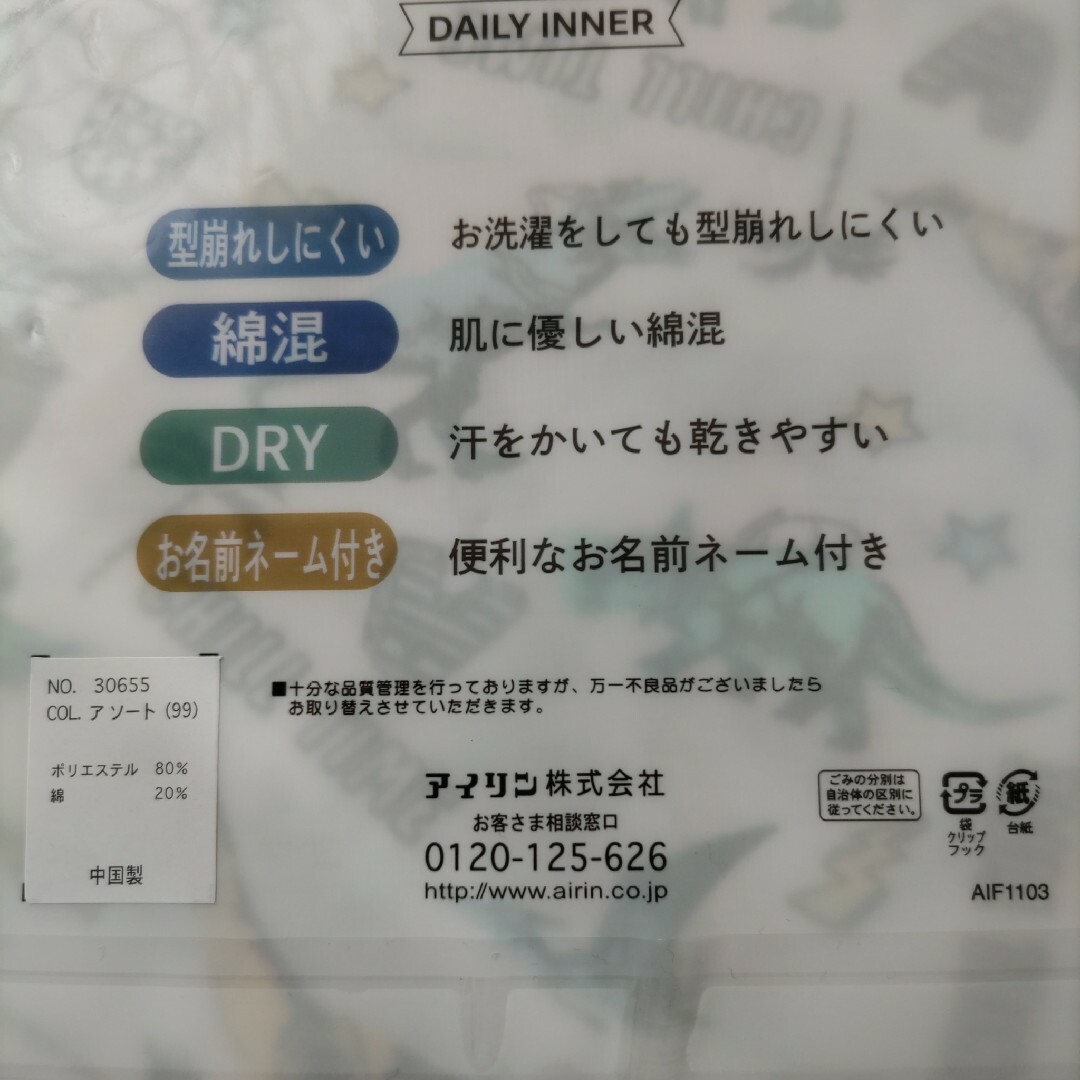 DAILY INNER
型崩れしにくい
お洗濯をしても型崩れしにくい
綿混
肌に優しい綿混
DRY
汗をかいても乾きやすい
お名前ネーム付き
便利なお名前ネーム付き
NO. 30655
COL. アソート (99)
ポリエステル 80%
綿 20%
中国製
■十分な品質管理を行っておりますが、万一不良品がございましたら
お取り替えさせていただきます。
アイリン株式会社
お客さま相談窓口
0120-125-626
http://www.airin.co.jp
ごみの分別は
自治体の区別に
従ってください。
プラ
袋
クリップ
フック
紙
台紙
AIF1103